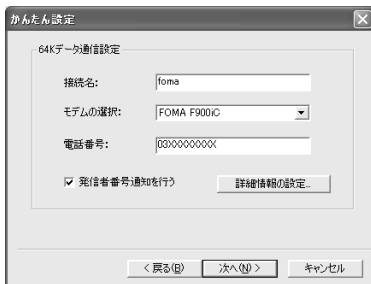 かんたん設定
64Kデータ通信設定
接続名: foma
モデムの選択: FOMA F900iC
電話番号: 03XXXXXXXX
発信者番号通知を行う 詳細情報の設定...
< 戻る(B) 次へ(N) > キャンセル